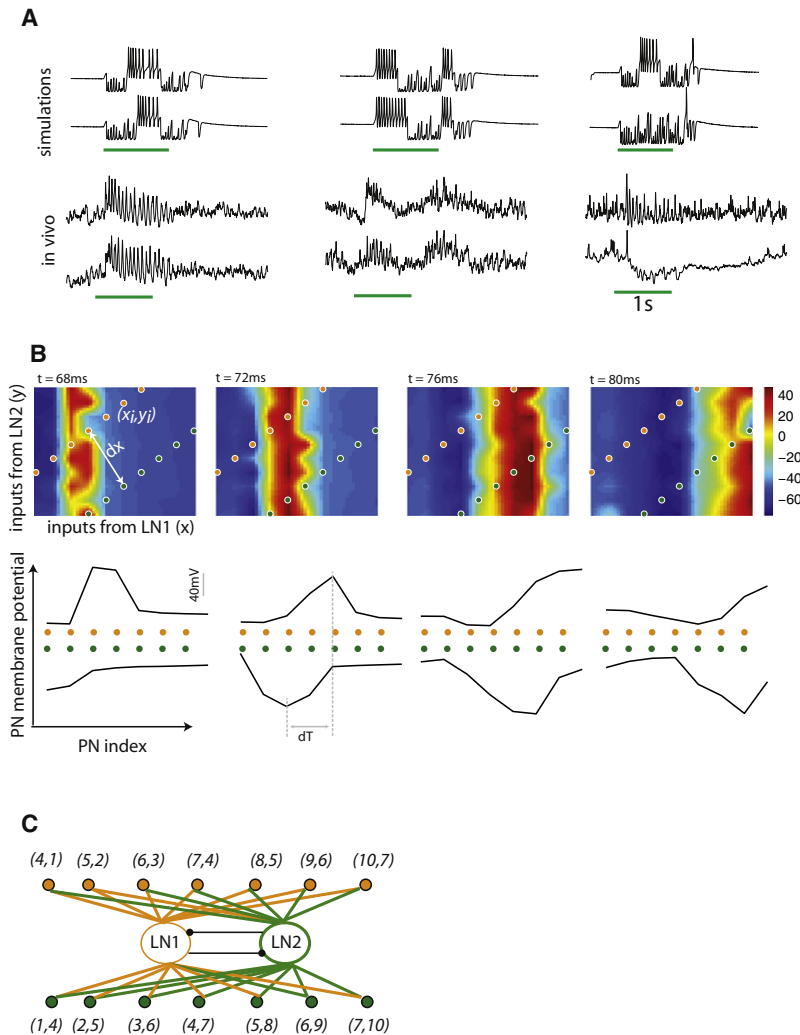 A
simulations
in vivo
1s
B
t = 68ms
t = 72ms
t = 76ms
t = 80ms
inputs from LN2 (y)
(xi,yi)
dx
inputs from LN1 (x)
40
20
0
−20
−40
−60
PN membrane potential
40mV
dT
PN index
C
(4,1) (5,2) (6,3) (7,4) (8,5) (9,6) (10,7)
LN1 LN2
(1,4) (2,5) (3,6) (4,7) (5,8) (6,9) (7,10)